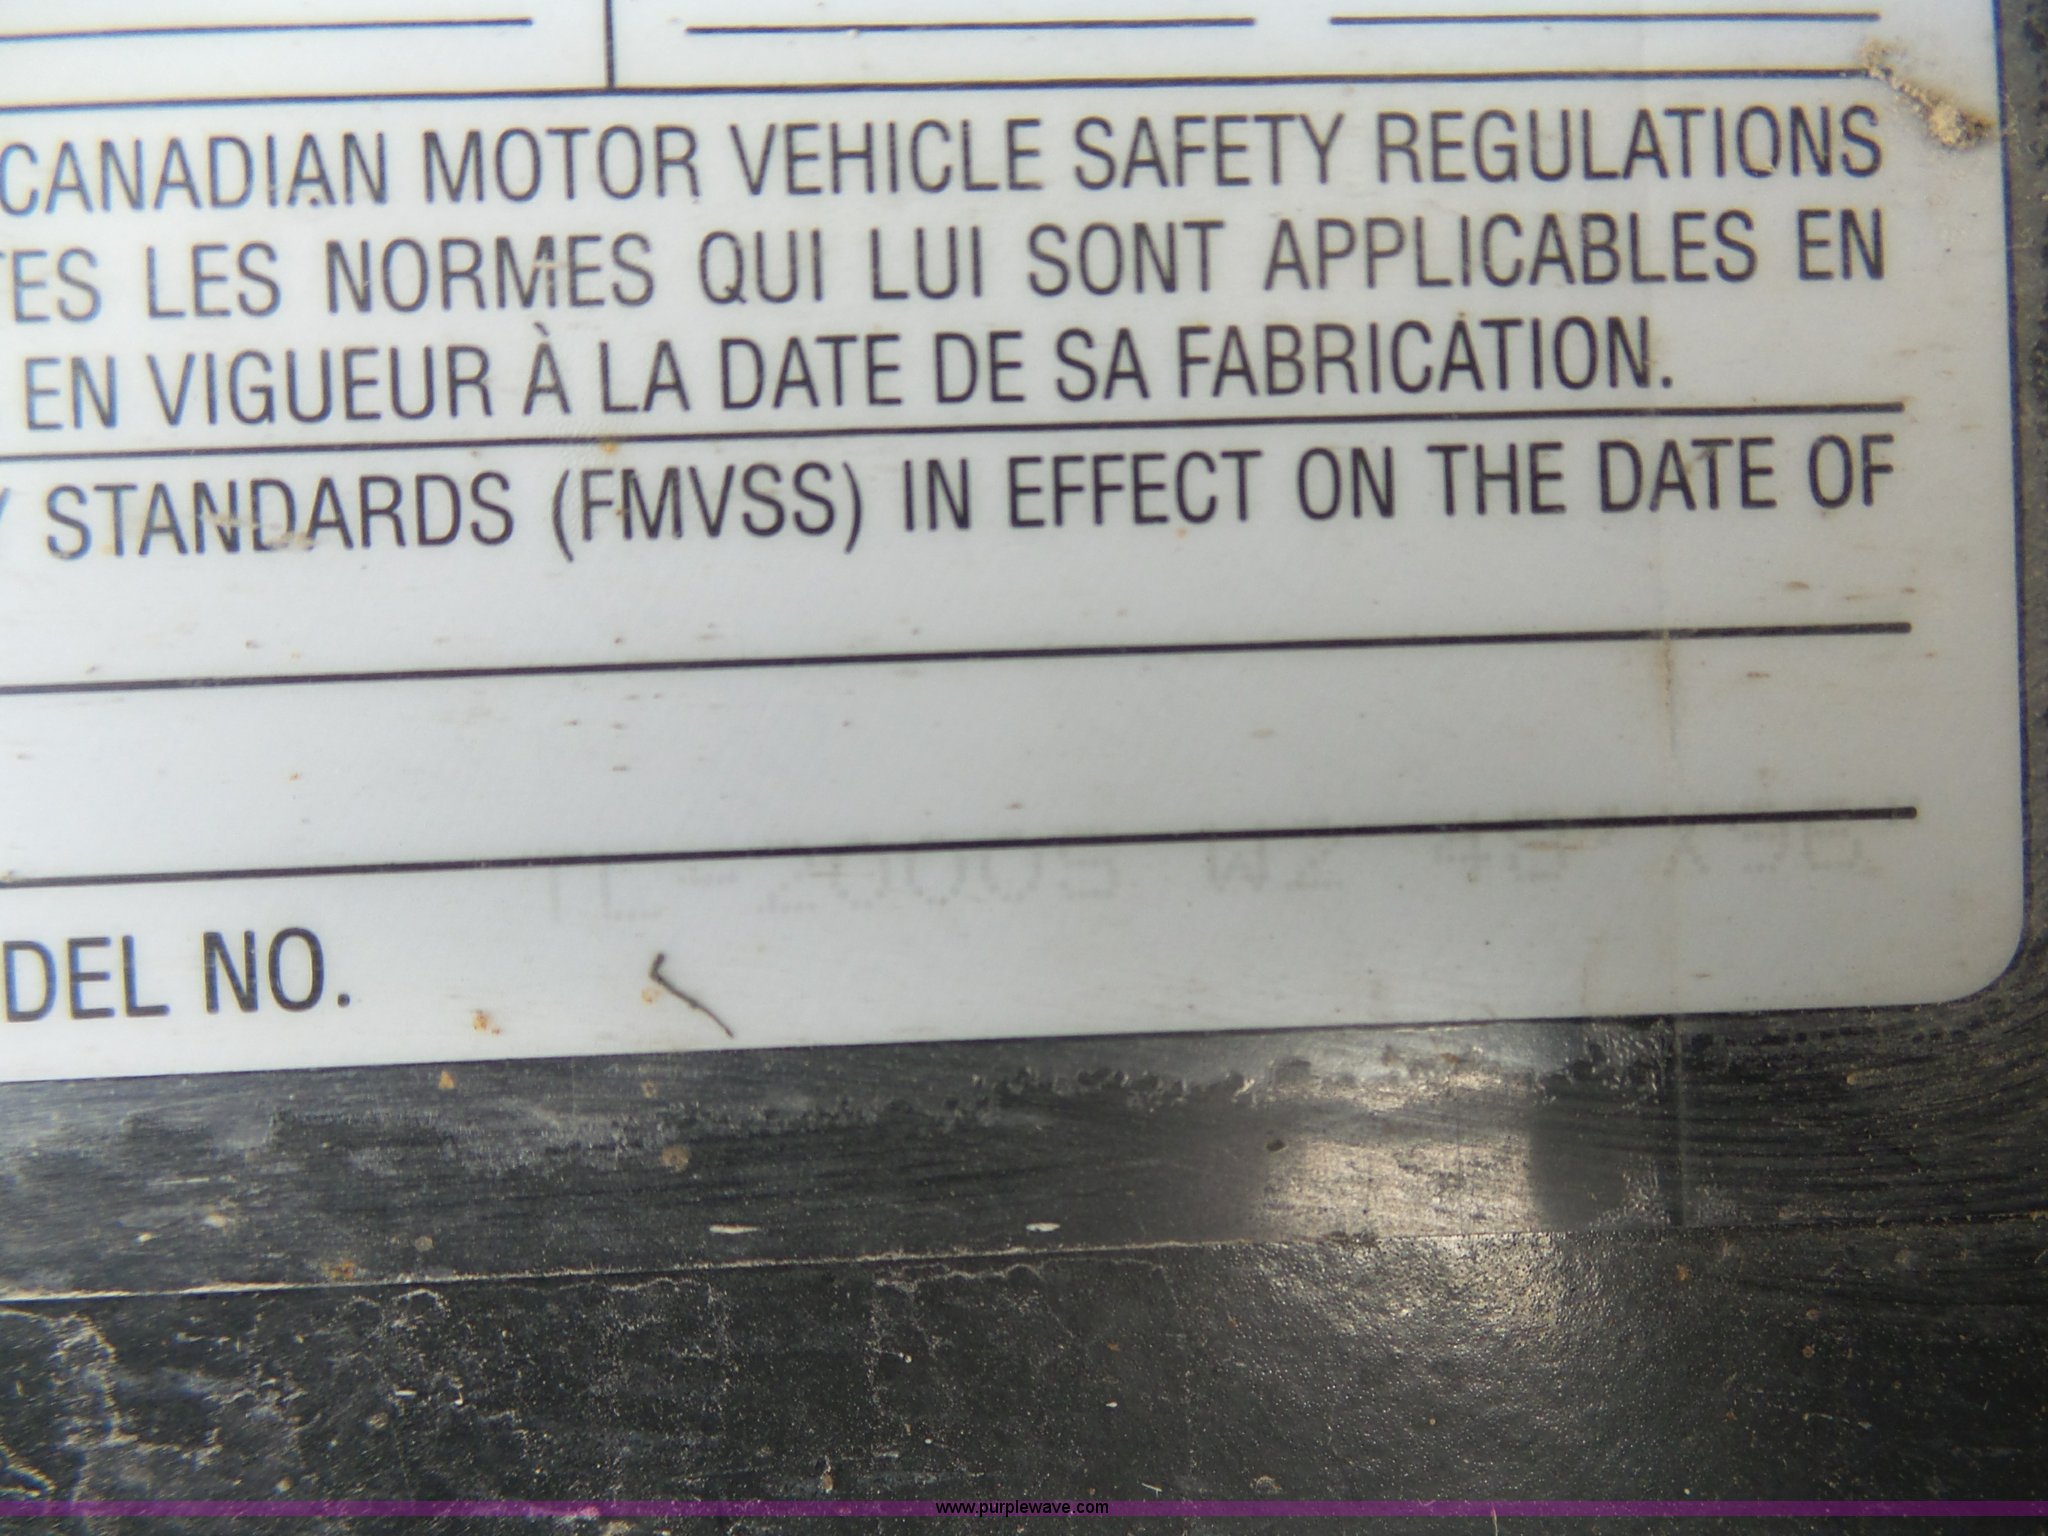 CANADIAN MOTOR VEHICLE SAFETY REGULATIONS
TES LES NORMES QUI LUI SONT APPLICABLES EN
EN VIGUEUR À LA DATE DE SA FABRICATION.
Y STANDARDS (FMVSS) IN EFFECT ON THE DATE OF
DEL NO.
www.purplewave.com